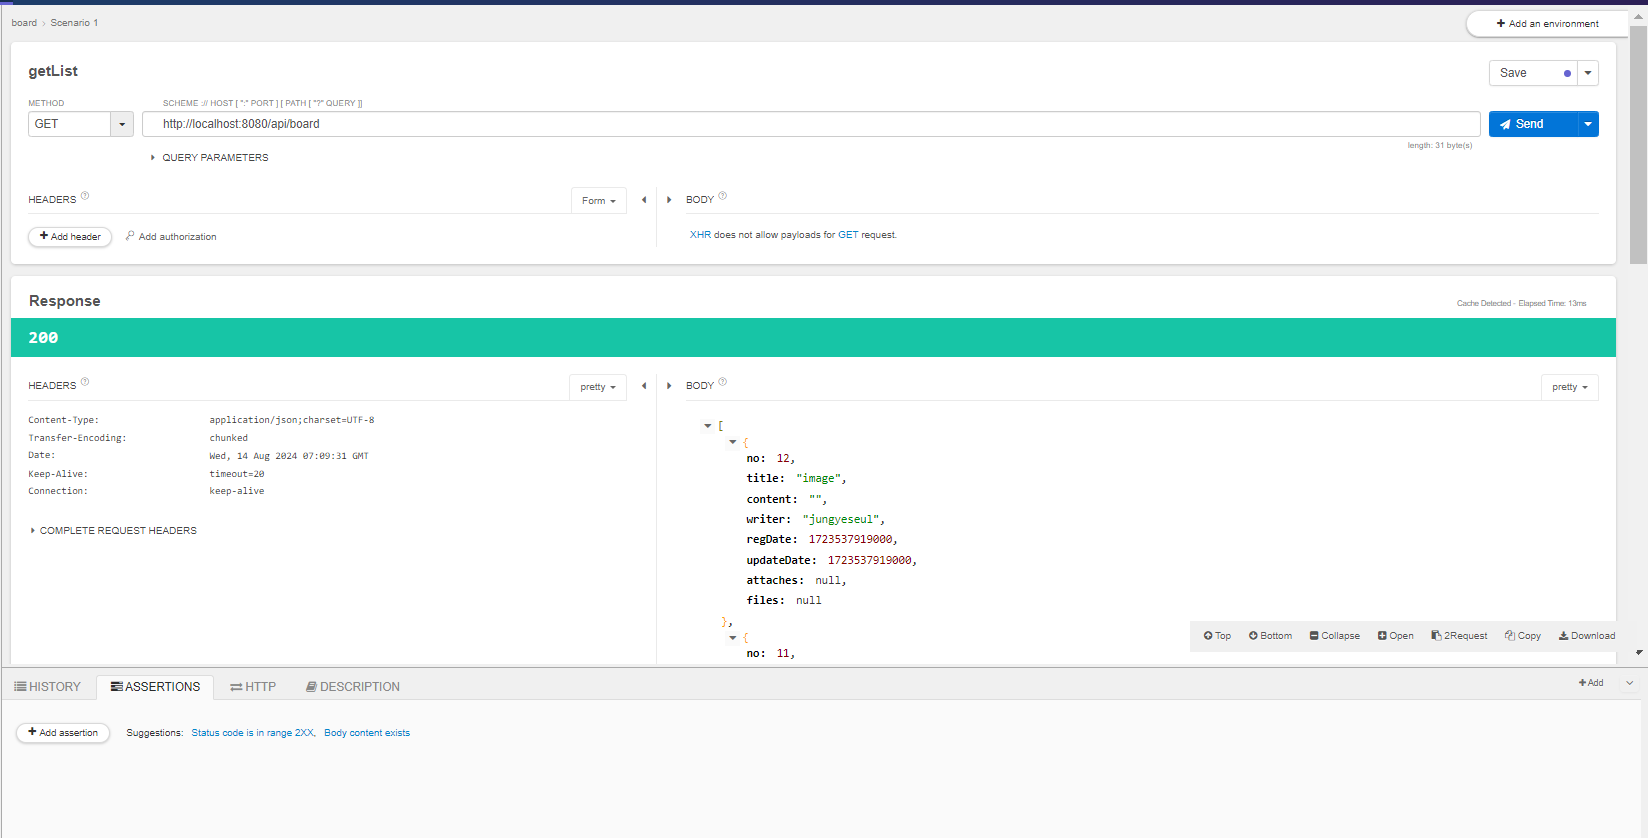 board › Scenario 1
Add an environment
getList
Save
METHOD
SCHEME :// HOST [ ":" PORT ] [ PATH [ "?" QUERY ]]
GET
http://localhost:8080/api/board
Send
length: 31 byte(s)
QUERY PARAMETERS
HEADERS ?
Form
BODY ?
Add header
Add authorization
XHR does not allow payloads for GET request.
Response
Cache Detected - Elapsed Time: 13ms
200
HEADERS ?
pretty
BODY ?
pretty
Content-Type: application/json;charset=UTF-8
Transfer-Encoding: chunked
Date: Wed, 14 Aug 2024 07:09:31 GMT
Keep-Alive: timeout=20
Connection: keep-alive
COMPLETE REQUEST HEADERS
[
{
no: 12,
title: "image",
content: "",
writer: "jungyeseul",
regDate: 1723537919000,
updateDate: 1723537919000,
attaches: null,
files: null
},
{
no: 11,
Top Bottom Collapse Open 2Request Copy Download
HISTORY ASSERTIONS HTTP DESCRIPTION
Add
Add assertion
Suggestions: Status code is in range 2XX, Body content exists